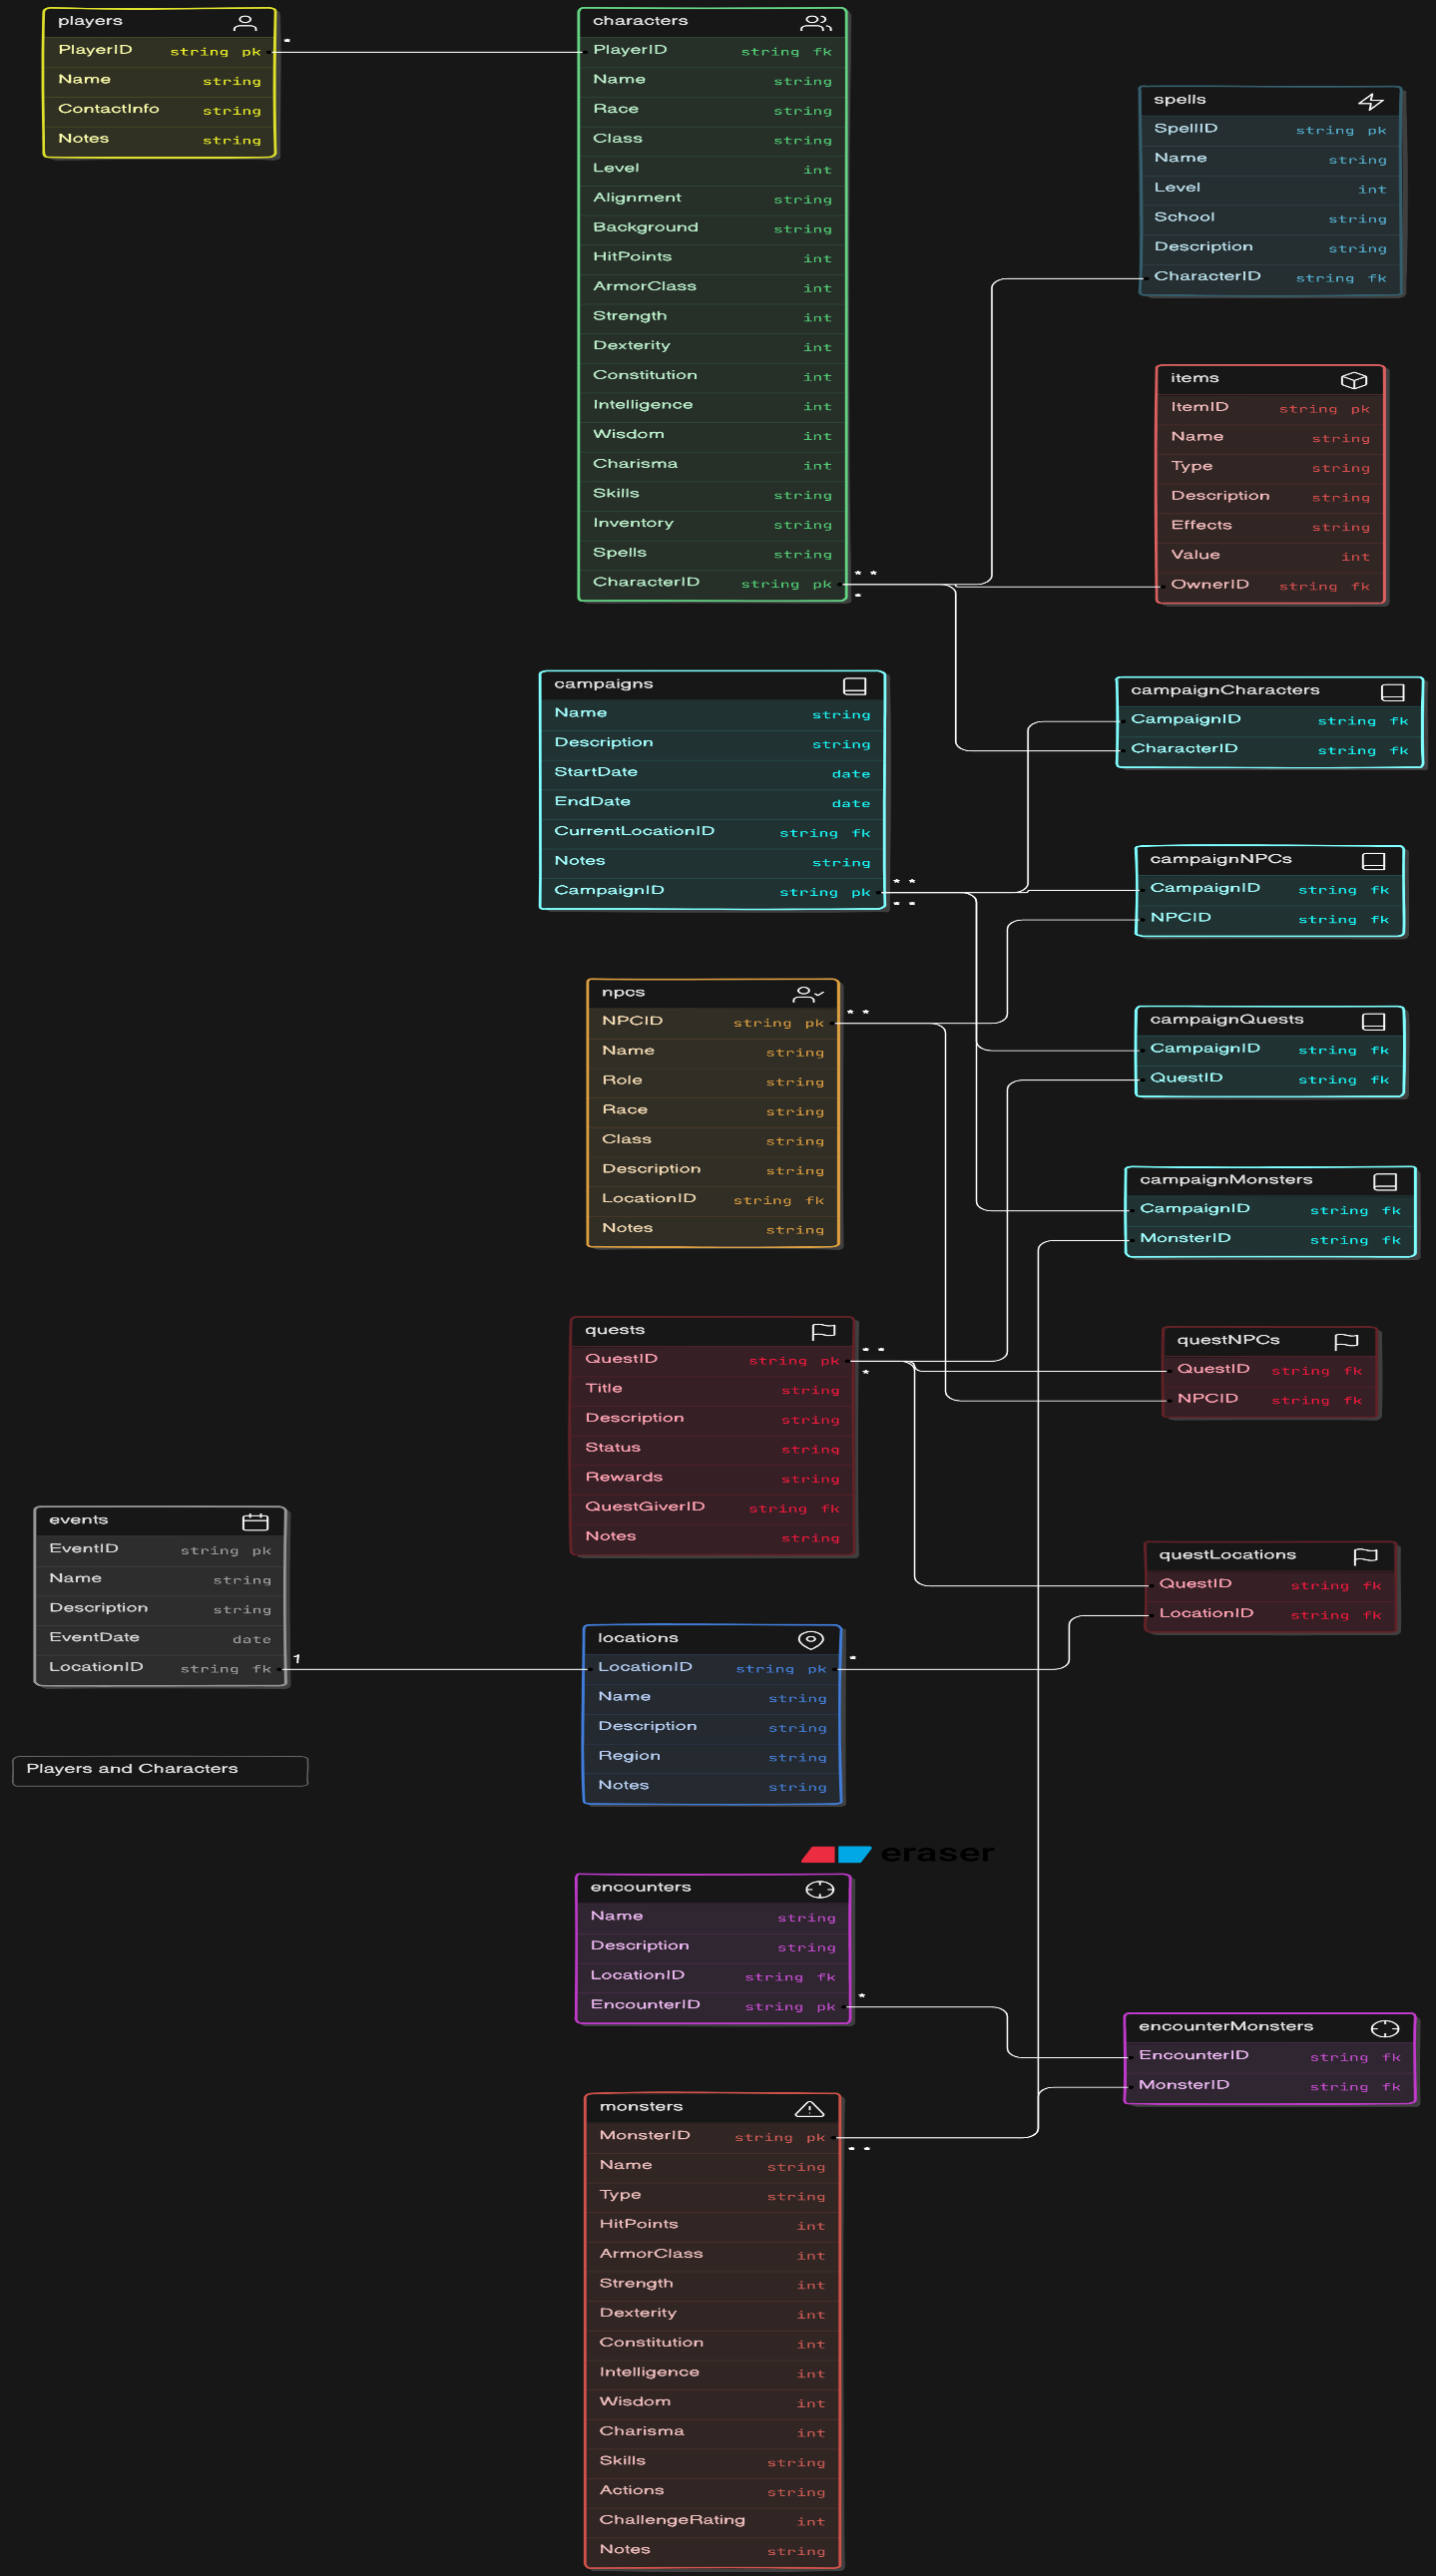 players
PlayerID string pk
Name string
ContactInfo string
Notes string
*
characters
PlayerID string fk
Name string
Race string
Class string
Level int
Alignment string
Background string
HitPoints int
ArmorClass int
Strength int
Dexterity int
Constitution int
Intelligence int
Wisdom int
Charisma int
Skills string
Inventory string
Spells string
CharacterID string pk
* *
*
spells
SpellID string pk
Name string
Level int
School string
Description string
CharacterID string fk
items
ItemID string pk
Name string
Type string
Description string
Effects string
Value int
OwnerID string fk
campaigns
Name string
Description string
StartDate date
EndDate date
CurrentLocationID string fk
Notes string
CampaignID string pk
* *
* *
campaignCharacters
CampaignID string fk
CharacterID string fk
campaignNPCs
CampaignID string fk
NPCID string fk
npcs
NPCID string pk
Name string
Role string
Race string
Class string
Description string
LocationID string fk
Notes string
* *
campaignQuests
CampaignID string fk
QuestID string fk
campaignMonsters
CampaignID string fk
MonsterID string fk
quests
QuestID string pk
Title string
Description string
Status string
Rewards string
QuestGiverID string fk
Notes string
* *
*
questNPCs
QuestID string fk
NPCID string fk
events
EventID string pk
Name string
Description string
EventDate date
LocationID string fk
1
questLocations
QuestID string fk
LocationID string fk
locations
LocationID string pk
Name string
Description string
Region string
Notes string
*
Players and Characters
eraser
encounters
Name string
Description string
LocationID string fk
EncounterID string pk
*
encounterMonsters
EncounterID string fk
MonsterID string fk
monsters
MonsterID string pk
Name string
Type string
HitPoints int
ArmorClass int
Strength int
Dexterity int
Constitution int
Intelligence int
Wisdom int
Charisma int
Skills string
Actions string
ChallengeRating int
Notes string
* *